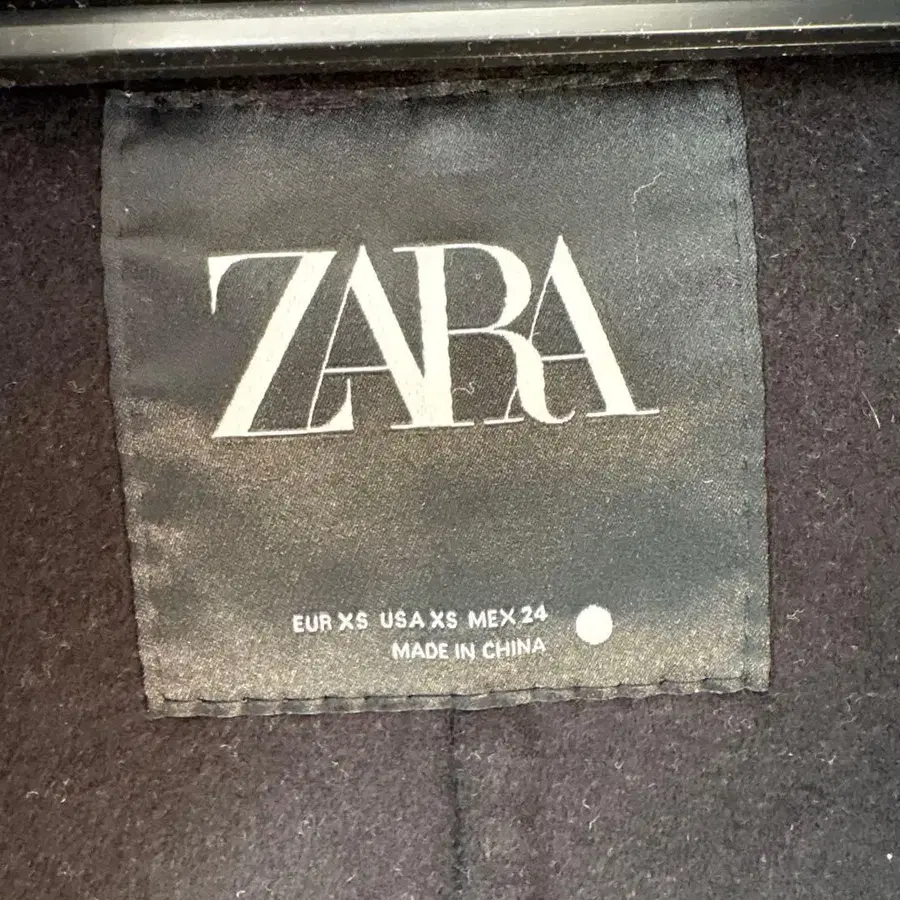 ZARA
EUR XS USA XS MEX 24
MADE IN CHINA